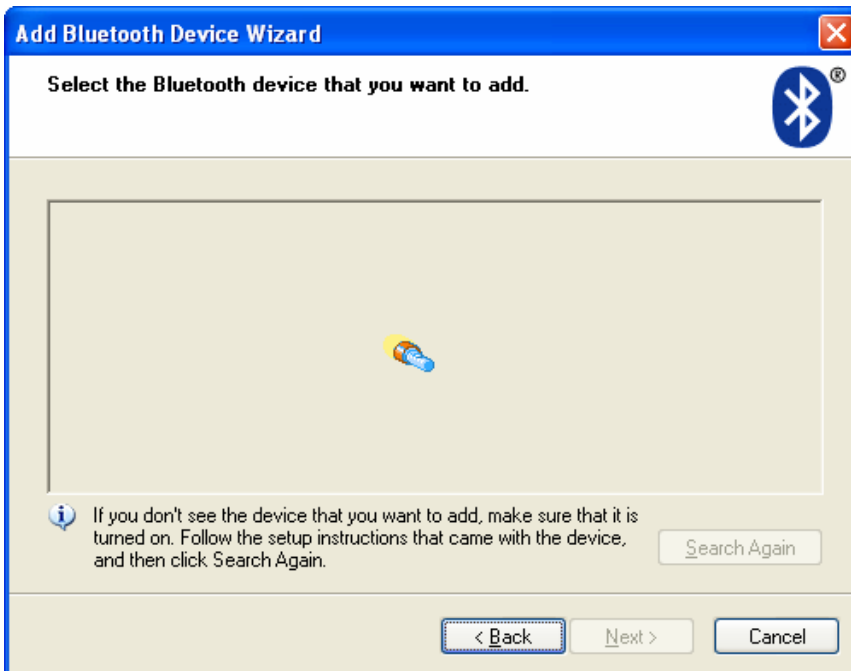 Add Bluetooth Device Wizard
Select the Bluetooth device that you want to add.
®
If you don't see the device that you want to add, make sure that it is
turned on. Follow the setup instructions that came with the device,
and then click Search Again.
Search Again
< Back
Next >
Cancel